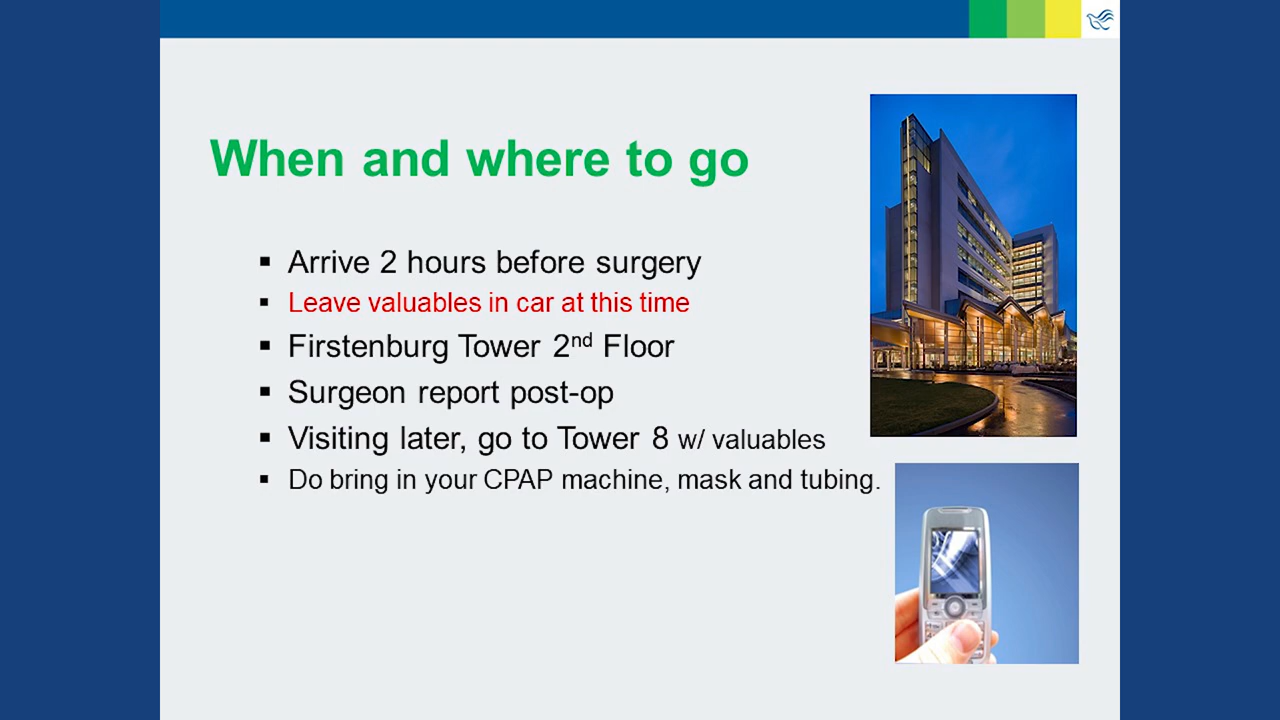 When and where to go
▪ Arrive 2 hours before surgery
▪ Leave valuables in car at this time
▪ Firstenburg Tower 2nd Floor
▪ Surgeon report post-op
▪ Visiting later, go to Tower 8 w/ valuables
▪ Do bring in your CPAP machine, mask and tubing.